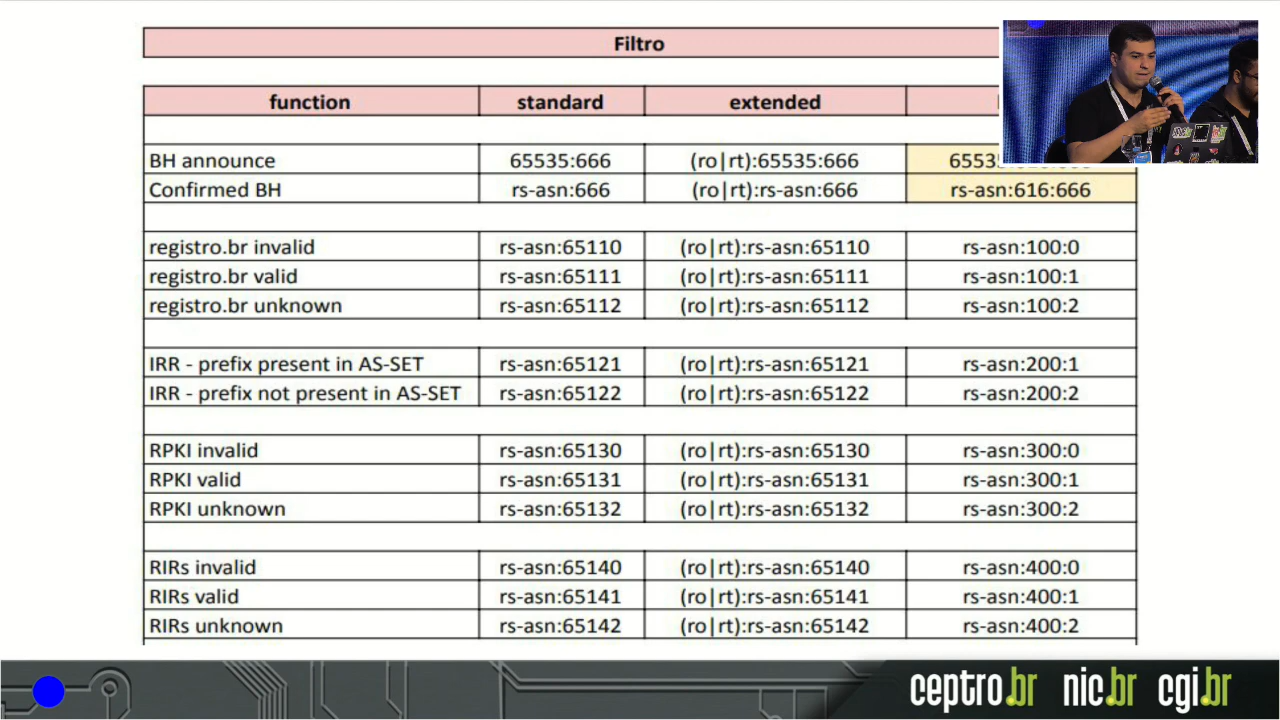 Filtro
function standard extended
BH announce 65535:666 (ro|rt):65535:666
Confirmed BH rs-asn:666 (ro|rt):rs-asn:666 rs-asn:616:666
registro.br invalid rs-asn:65110 (ro|rt):rs-asn:65110 rs-asn:100:0
registro.br valid rs-asn:65111 (ro|rt):rs-asn:65111 rs-asn:100:1
registro.br unknown rs-asn:65112 (ro|rt):rs-asn:65112 rs-asn:100:2
IRR - prefix present in AS-SET rs-asn:65121 (ro|rt):rs-asn:65121 rs-asn:200:1
IRR - prefix not present in AS-SET rs-asn:65122 (ro|rt):rs-asn:65122 rs-asn:200:2
RPKI invalid rs-asn:65130 (ro|rt):rs-asn:65130 rs-asn:300:0
RPKI valid rs-asn:65131 (ro|rt):rs-asn:65131 rs-asn:300:1
RPKI unknown rs-asn:65132 (ro|rt):rs-asn:65132 rs-asn:300:2
RIRs invalid rs-asn:65140 (ro|rt):rs-asn:65140 rs-asn:400:0
RIRs valid rs-asn:65141 (ro|rt):rs-asn:65141 rs-asn:400:1
RIRs unknown rs-asn:65142 (ro|rt):rs-asn:65142 rs-asn:400:2
ceptro.br nic.br cgi.br